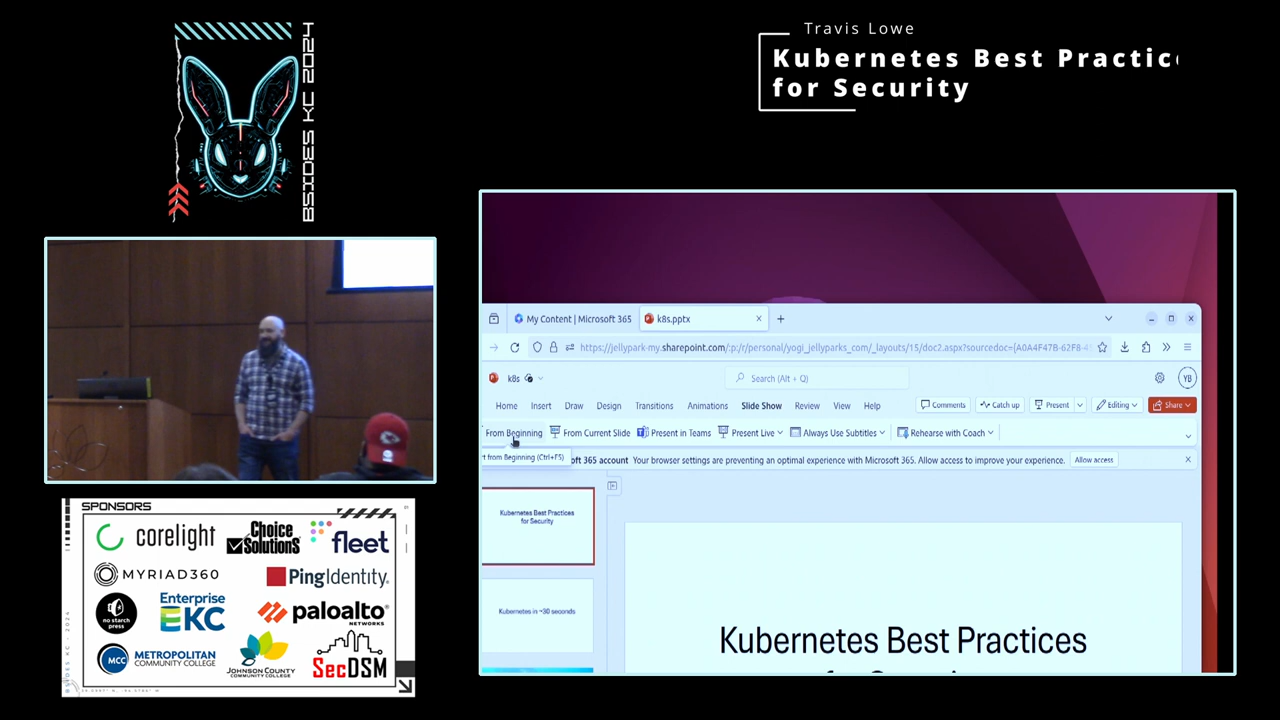 BSIDES KC 2024
Travis Lowe
Kubernetes Best Practic
for Security
My Content | Microsoft 365
k8s.pptx
https://jellypark-my.sharepoint.com/:p:/r/personal/yogi_jellyparks_com/_layouts/15/doc2.aspx?sourcedoc={A0A4F47B-62F8-4
k8s
Search (Alt + Q)
YB
Home Insert Draw Design Transitions Animations Slide Show Review View Help
Comments Catch up Present Editing Share
From Beginning From Current Slide Present in Teams Present Live Always Use Subtitles Rehearse with Coach
rt from Beginning (Ctrl+F5)
oft 365 account Your browser settings are preventing an optimal experience with Microsoft 365. Allow access to improve your experience. Allow access
Kubernetes Best Practices
for Security
Kubernetes in ~30 seconds
Kubernetes Best Practices
SPONSORS
corelight
Choice
Solutions
fleet
MYRIAD360
PingIdentity.
no starch
press
Enterprise
KC
paloalto
NETWORKS
MCC
METROPOLITAN
COMMUNITY COLLEGE
JOHNSON COUNTY
COMMUNITY COLLEGE
SecDSM